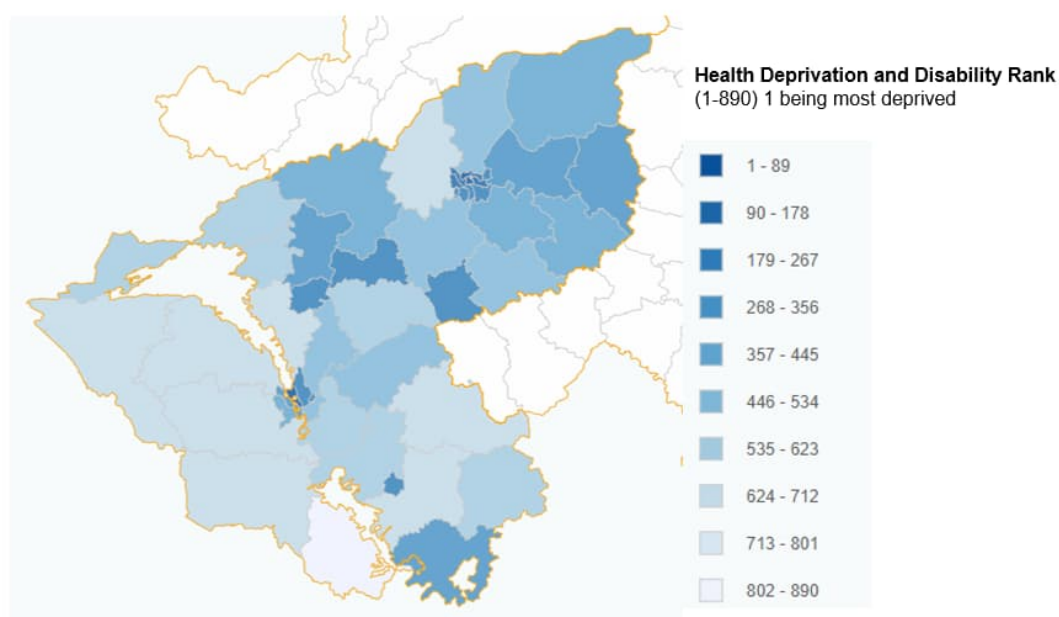 Health Deprivation and Disability Rank
(1-890) 1 being most deprived
1 - 89
90 - 178
179 - 267
268 - 356
357 - 445
446 - 534
535 - 623
624 - 712
713 - 801
802 - 890